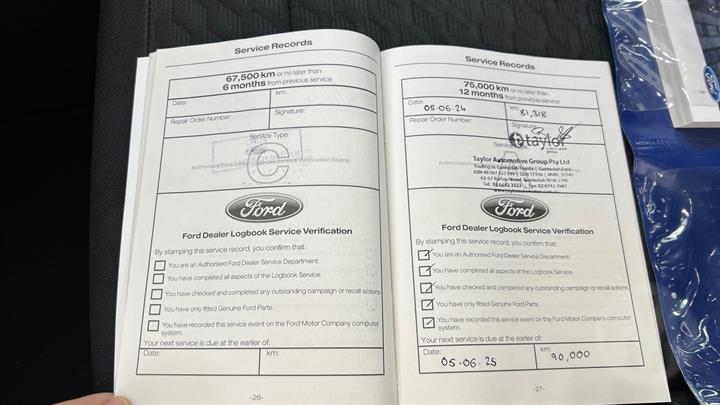 Service Records
67,500 km or no later than
6 months from previous service
Date:
km:
Repair Order Number:
Signature:
Service Type
C
Ford
Ford Dealer Logbook Service Verification
By stamping this service record, you confirm that:
You are an Authorised Ford Dealer Service Department.
You have completed all aspects of the Logbook Service.
You have checked and completed any outstanding campaign or recall actions.
You have only fitted Genuine Ford Parts.
You have recorded this service event on the Ford Motor Company computer
system.
Your next service is due at the earlier of:
Date:
km:
-26-
Service Records
75,000 km or no later than
12 months from previous service
Date:
05-06-24
km:
81,318
Repair Order Number:
Signature:
taylor
Taylor Automotive Group Pty Ltd
Ford
Ford Dealer Logbook Service Verification
By stamping this service record, you confirm that:
You are an Authorised Ford Dealer Service Department.
You have completed all aspects of the Logbook Service.
You have checked and completed any outstanding campaign or recall actions.
You have only fitted Genuine Ford Parts.
You have recorded this service event on the Ford Motor Company computer
system.
Your next service is due at the earlier of:
Date:
05-06-25
km:
90,000
-27-
Ford